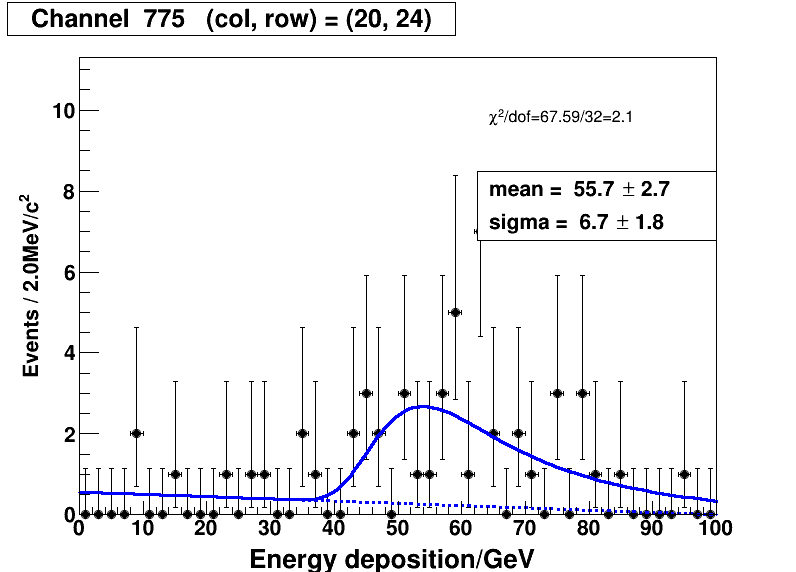 Channel 775 (col, row) = (20, 24)
χ²/dof=67.59/32=2.1
mean = 55.7 ± 2.7
sigma = 6.7 ± 1.8
Events / 2.0MeV/c²
10
8
6
4
2
0
0 10 20 30 40 50 60 70 80 90 100
Energy deposition/GeV